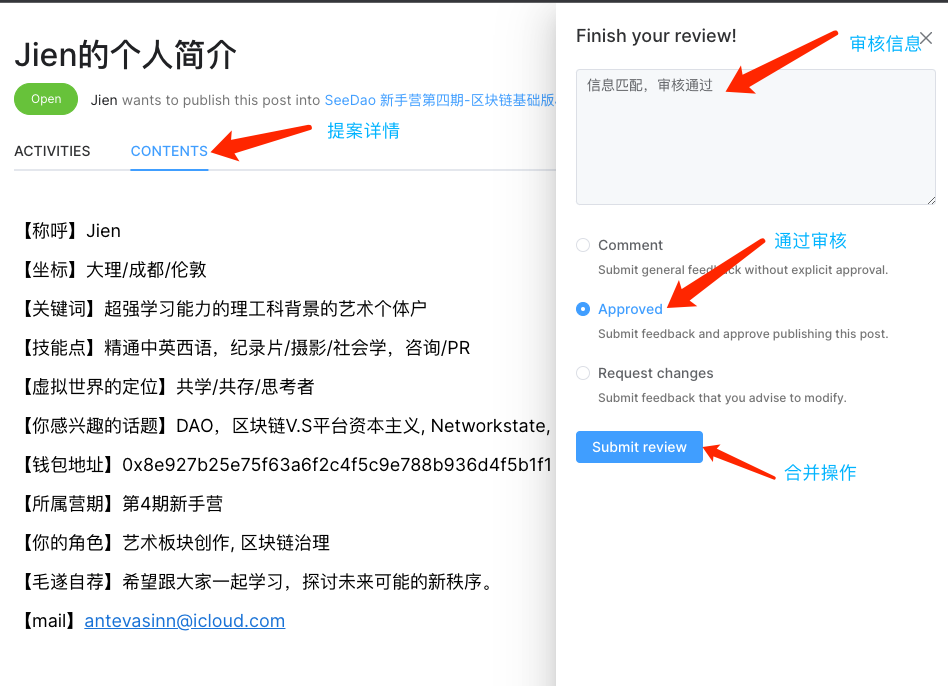 Jien的个人简介
Open Jien wants to publish this post into SeeDao 新手营第四期-区块链基础版
提案详情
ACTIVITIES CONTENTS
【称呼】Jien
【坐标】大理/成都/伦敦
【关键词】超强学习能力的理工科背景的艺术个体户
【技能点】精通中英西语，纪录片/摄影/社会学，咨询/PR
【虚拟世界的定位】共学/共存/思考者
【你感兴趣的话题】DAO，区块链V.S平台资本主义, Networkstate,
【钱包地址】0x8e927b25e75f63a6f2c4f5c9e788b936d4f5b1f1
【所属营期】第4期新手营
【你的角色】艺术板块创作, 区块链治理
【毛遂自荐】希望跟大家一起学习，探讨未来可能的新秩序。
【mail】antevasinn@icloud.com
Finish your review!
审核信息
信息匹配，审核通过
Comment
通过审核
Submit general feedback without explicit approval.
Approved
Submit feedback and approve publishing this post.
Request changes
Submit feedback that you advise to modify.
Submit review
合并操作